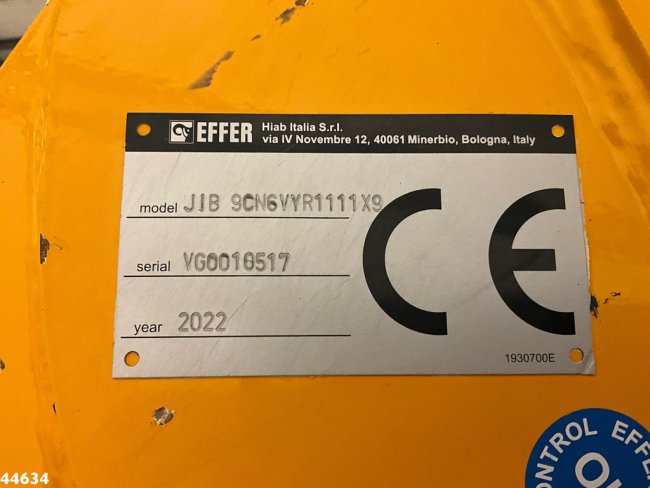 EFFER Hiab Italia S.r.l.
via IV Novembre 12, 40061 Minerbio, Bologna, Italy
model JIB 9CN6VYR1111X9
serial VG0018517
year 2022
CE
1930700E
CONTROL EFFE
44634